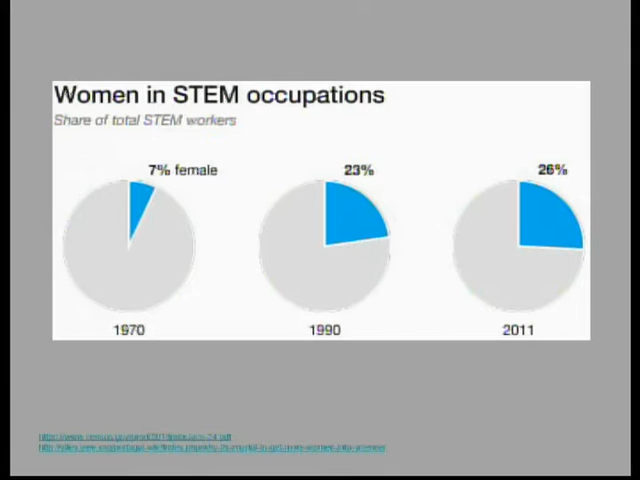 Women in STEM occupations
Share of total STEM workers
7% female
23%
26%
1970
1990
2011